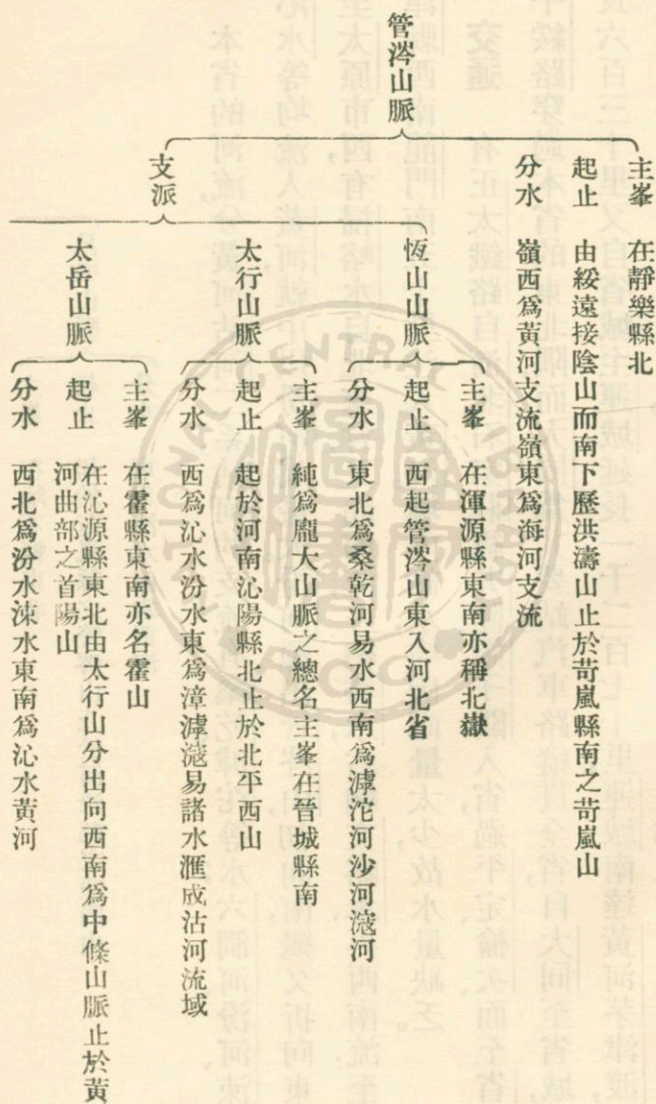 管涔山脈
主峯　在靜樂縣北
起止　由綏遠接陰山而南下歷洪濤山止於苛嵐縣南之苛嵐山
分水　嶺西爲黃河支流嶺東爲海河支流
支派
恆山山脈
主峯　在渾源縣東南亦稱北嶽
起止　西起管涔山東入河北省
分水　東北爲桑乾河易水西南爲滹沱河沙河滱河
太行山脈
主峯　純爲龐大山脈之總名主峯在晉城縣南
起止　起於河南沁陽縣北止於北平西山
分水　西爲沁水汾水東爲漳滹滱易諸水滙成沽河流域
太岳山脈
主峯　在霍縣東南亦名霍山
起止　在沁源縣東北由太行山分出向西南爲中條山脈止於黃
河曲部之首陽山
分水　西北爲汾水涑水東南爲沁水黃河